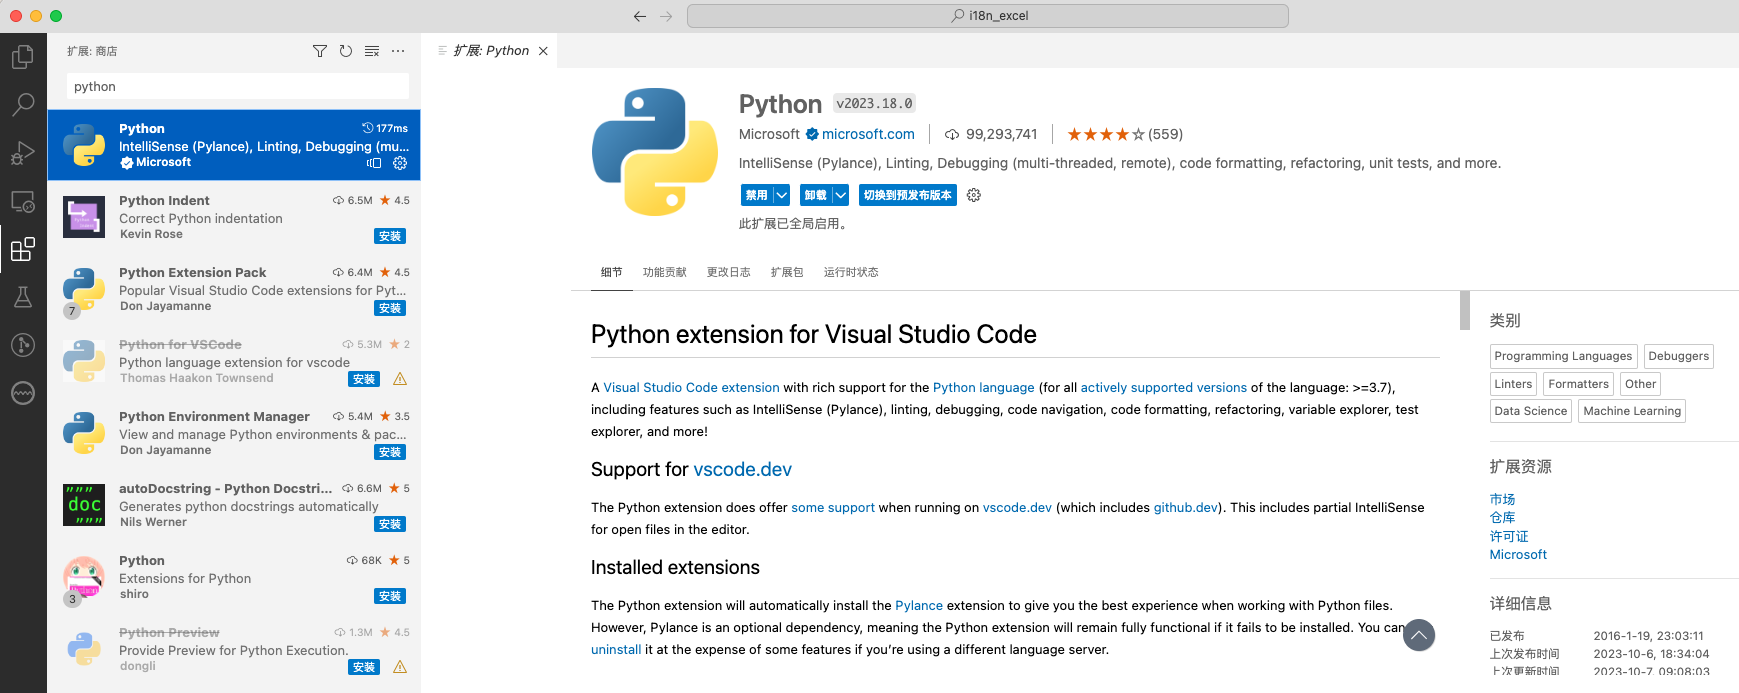 i18n_excel
扩展: 商店
python
Python
177ms
IntelliSense (Pylance), Linting, Debugging (mu...
Microsoft
Python Indent
6.5M ★ 4.5
Correct Python indentation
Kevin Rose
安装
Python Extension Pack
6.4M ★ 4.5
Popular Visual Studio Code extensions for Pyt...
7
Don Jayamanne
安装
Python for VSCode
5.3M ★ 2
Python language extension for vscode
Thomas Haakon Townsend
安装
Python Environment Manager
5.4M ★ 3.5
View and manage Python environments & pac...
Don Jayamanne
安装
"""
doc
"""
autoDocstring - Python Docstri...
6.6M ★ 5
Generates python docstrings automatically
Nils Werner
安装
Python
68K ★ 5
Extensions for Python
3
shiro
安装
Python Preview
1.3M ★ 4.5
Provide Preview for Python Execution.
dongli
安装
扩展: Python
Python v2023.18.0
Microsoft microsoft.com 99,293,741 ★★★★☆ (559)
IntelliSense (Pylance), Linting, Debugging (multi-threaded, remote), code formatting, refactoring, unit tests, and more.
禁用 卸载 切换到预发布版本
此扩展已全局启用。
细节 功能贡献 更改日志 扩展包 运行时状态
Python extension for Visual Studio Code
A Visual Studio Code extension with rich support for the Python language (for all actively supported versions of the language: >=3.7),
including features such as IntelliSense (Pylance), linting, debugging, code navigation, code formatting, refactoring, variable explorer, test
explorer, and more!
Support for vscode.dev
The Python extension does offer some support when running on vscode.dev (which includes github.dev). This includes partial IntelliSense
for open files in the editor.
Installed extensions
The Python extension will automatically install the Pylance extension to give you the best experience when working with Python files.
However, Pylance is an optional dependency, meaning the Python extension will remain fully functional if it fails to be installed. You can
uninstall it at the expense of some features if you're using a different language server.
类别
Programming Languages Debuggers
Linters Formatters Other
Data Science Machine Learning
扩展资源
市场
仓库
许可证
Microsoft
详细信息
已发布 2016-1-19, 23:03:11
上次发布时间 2023-10-6, 18:34:04
上次更新时间 2023-10-7, 09:08:03